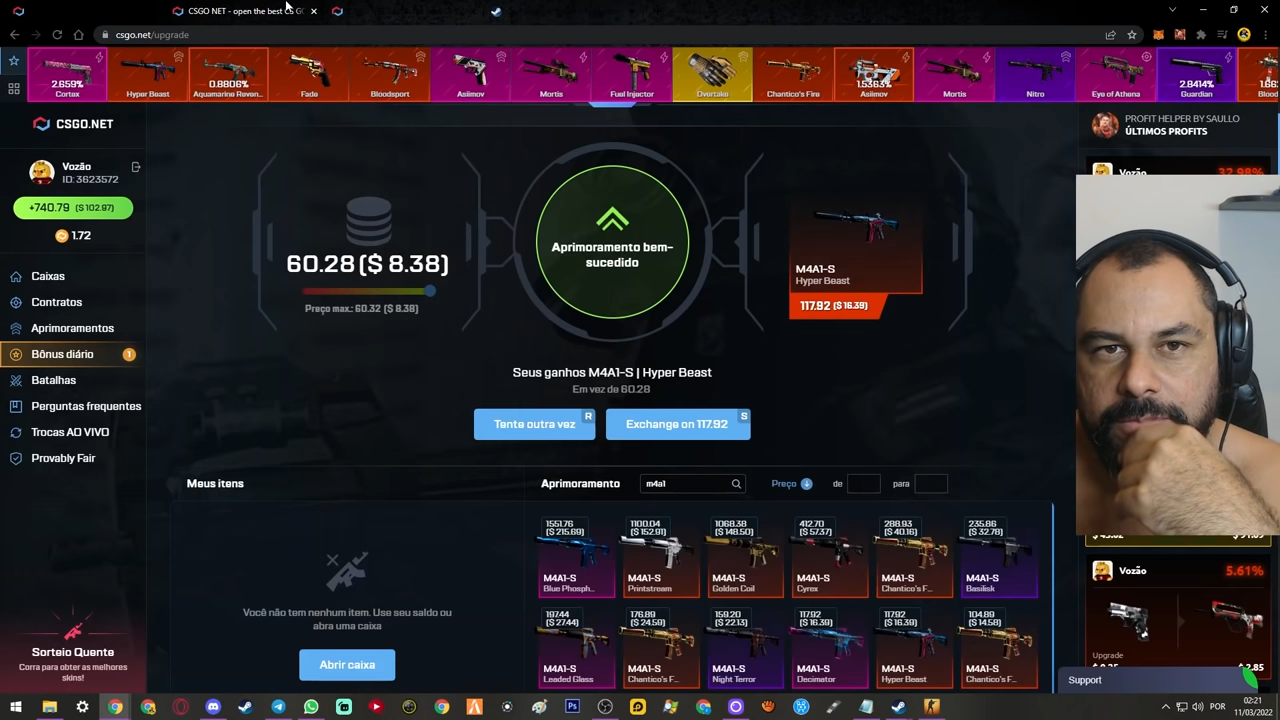 CSGO NET - open the best CS GO
csgo.net/upgrade
2.659%
Cortex
Hyper Beast
0.8806%
Aquamarine Reven...
Fade
Bloodsport
Asiimov
Mortis
Fuel Injector
Overtake
Chantico's Fire
1.5363%
Asiimov
Mortis
Nitro
Eye of Athena
2.8414%
Guardian
CSGO.NET
PROFIT HELPER BY SAULLO
ÚLTIMOS PROFITS
Vozão
ID: 3623572
Vozão 32.98%
+740.79 ($ 102.97)
1.72
Caixas
Contratos
Aprimoramentos
Bônus diário 1
Batalhas
Perguntas frequentes
Trocas AO VIVO
Provably Fair
60.28 ($ 8.38)
Preço max.: 60.32 ($ 8.38)
Aprimoramento bem-
sucedido
M4A1-S
Hyper Beast
117.92 ($ 16.39)
Seus ganhos M4A1-S | Hyper Beast
Em vez de 60.28
Tente outra vez R
Exchange on 117.92 S
Meus itens
Aprimoramento
m4a1
Preço
de
para
Você não tem nenhum item. Use seu saldo ou
abra uma caixa
Abrir caixa
1551.76
($ 215.69)
M4A1-S
Blue Phosph...
1100.04
($ 152.91)
M4A1-S
Printstream
1068.38
($ 148.50)
M4A1-S
Golden Coil
412.70
($ 57.37)
M4A1-S
Cyrex
288.93
($ 40.16)
M4A1-S
Chantico's F...
235.86
($ 32.78)
M4A1-S
Basilisk
197.44
($ 27.44)
M4A1-S
Leaded Glass
176.89
($ 24.59)
M4A1-S
Chantico's F...
159.20
($ 22.13)
M4A1-S
Night Terror
117.92
($ 16.39)
M4A1-S
Decimator
117.92
($ 16.39)
M4A1-S
Hyper Beast
104.89
($ 14.58)
M4A1-S
Chantico's F...
Vozão 5.61%
Upgrade
Sorteio Quente
Corra para obter as melhores
skins!
Support
POR
02:21
11/03/2022